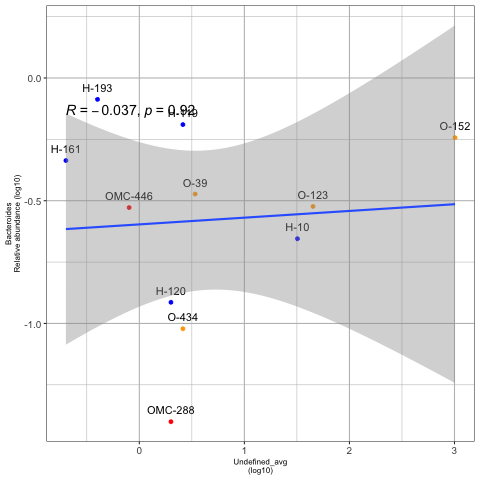 0.0
-0.5
-1.0
Bacteroides
Relative abundance (log10)
H-193
R = −0.037, p = 0.92
H-161
O-152
O-39
OMC-446
O-123
H-10
H-120
O-434
OMC-288
0
1
2
3
Undefined_avg
(log10)